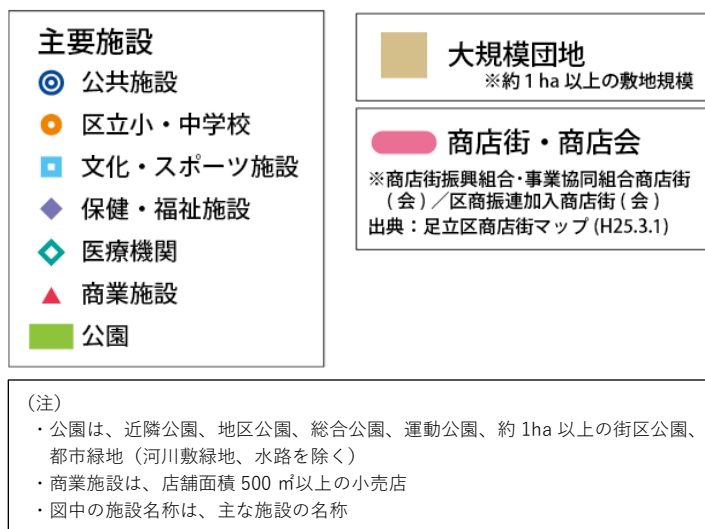 主要施設
公共施設
区立小・中学校
文化・スポーツ施設
保健・福祉施設
医療機関
商業施設
公園
大規模団地
※約1ha以上の敷地規模
商店街・商店会
※商店街振興組合・事業協同組合商店街
(会)／区商振連加入商店街(会)
出典：足立区商店街マップ(H25.3.1)
(注)
・公園は、近隣公園、地区公園、総合公園、運動公園、約1ha以上の街区公園、
都市緑地（河川敷緑地、水路を除く）
・商業施設は、店舗面積500㎡以上の小売店
・図中の施設名称は、主な施設の名称